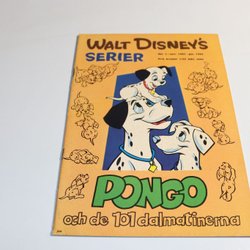 WALT DISNEY'S
SERIER
PONGO
och de 101 dalmatinerna